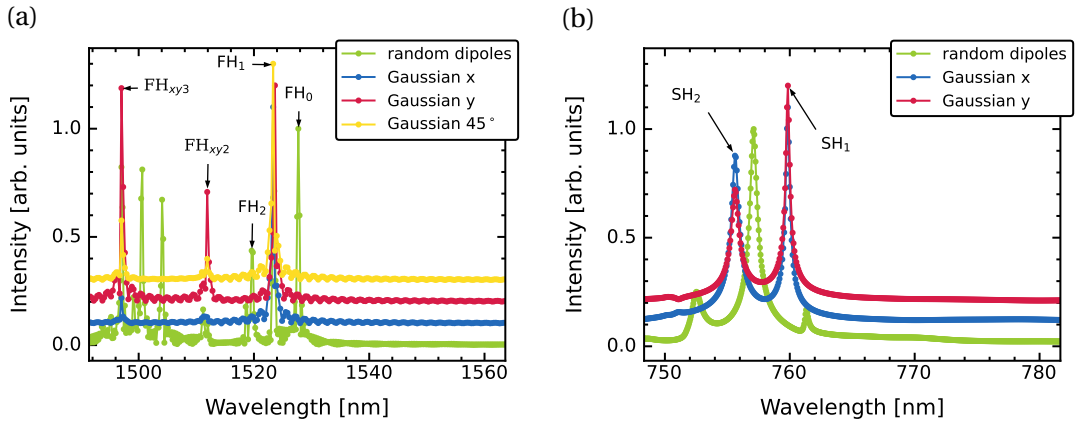 (a)
Intensity [arb. units]
1.0
0.5
0.0
1500
1520
1540
1560
Wavelength [nm]
random dipoles
Gaussian x
Gaussian y
Gaussian 45°
FH₁
FH₀
FHxy3
FHxy2
FH₂
(b)
Intensity [arb. units]
1.0
0.5
0.0
750
760
770
780
Wavelength [nm]
random dipoles
Gaussian x
Gaussian y
SH₂
SH₁